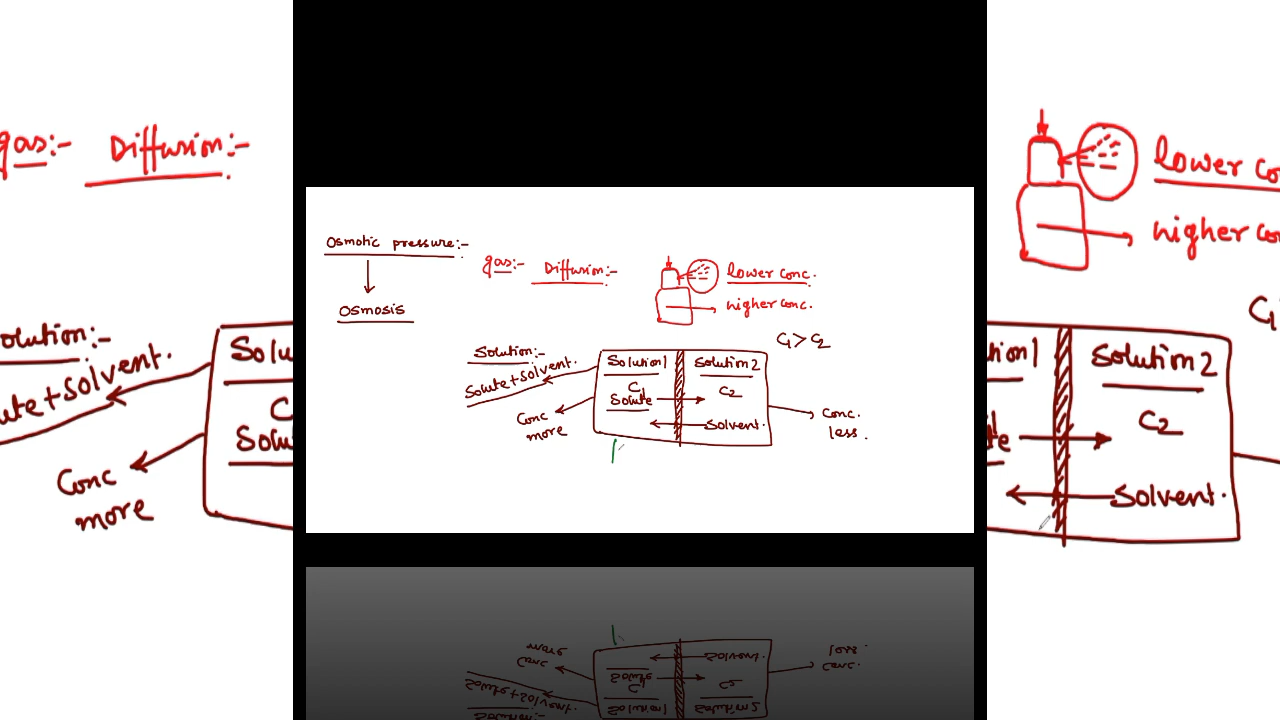 Osmotic pressure:-
Osmosis
gas:- Diffusion:-
lower conc.
higher conc.
C1 > C2
Solution:-
Solute + Solvent.
Conc
more
Solution1
C1
Solute
Solution 2
C2
Solvent.
Conc.
less.